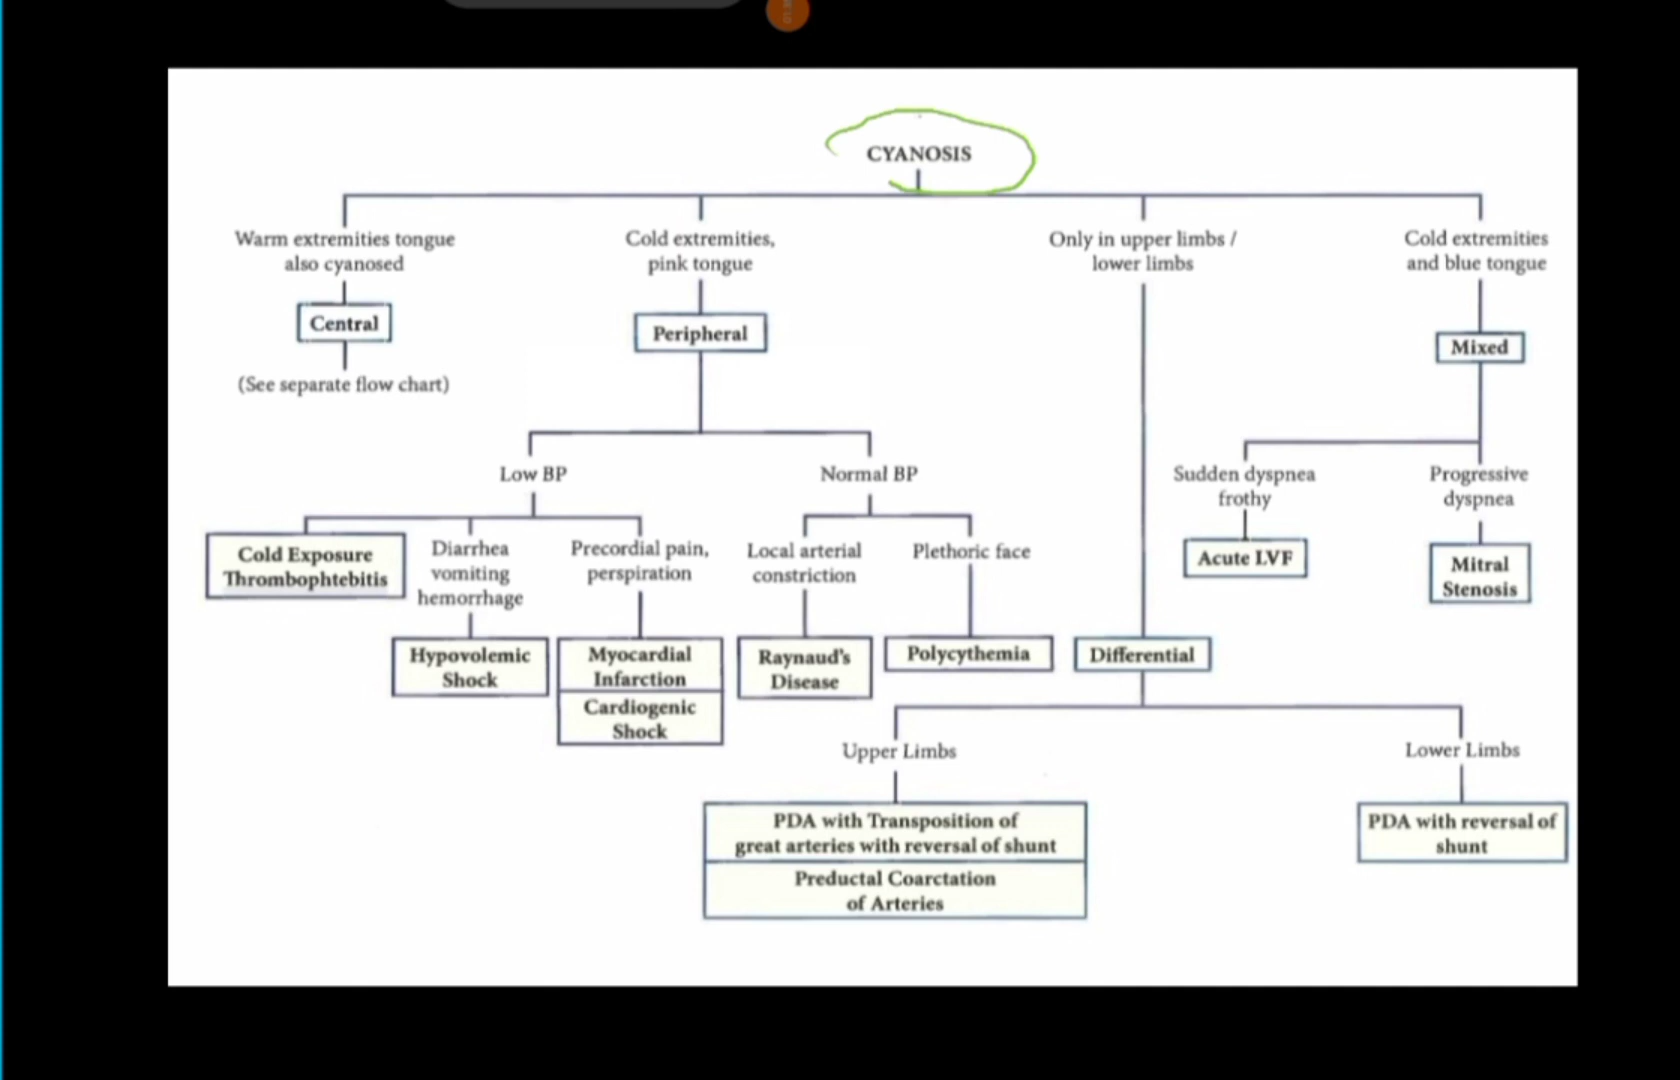 CYANOSIS
Warm extremities tongue
also cyanosed
Central
(See separate flow chart)
Cold extremities,
pink tongue
Peripheral
Only in upper limbs /
lower limbs
Cold extremities
and blue tongue
Mixed
Low BP
Normal BP
Sudden dyspnea
frothy
Acute LVF
Progressive
dyspnea
Mitral
Stenosis
Cold Exposure
Thrombophtebitis
Diarrhea
vomiting
hemorrhage
Hypovolemic
Shock
Precordial pain,
perspiration
Myocardial
Infarction
Cardiogenic
Shock
Local arterial
constriction
Raynaud's
Disease
Plethoric face
Polycythemia
Differential
Upper Limbs
PDA with Transposition of
great arteries with reversal of shunt
Preductal Coarctation
of Arteries
Lower Limbs
PDA with reversal of
shunt